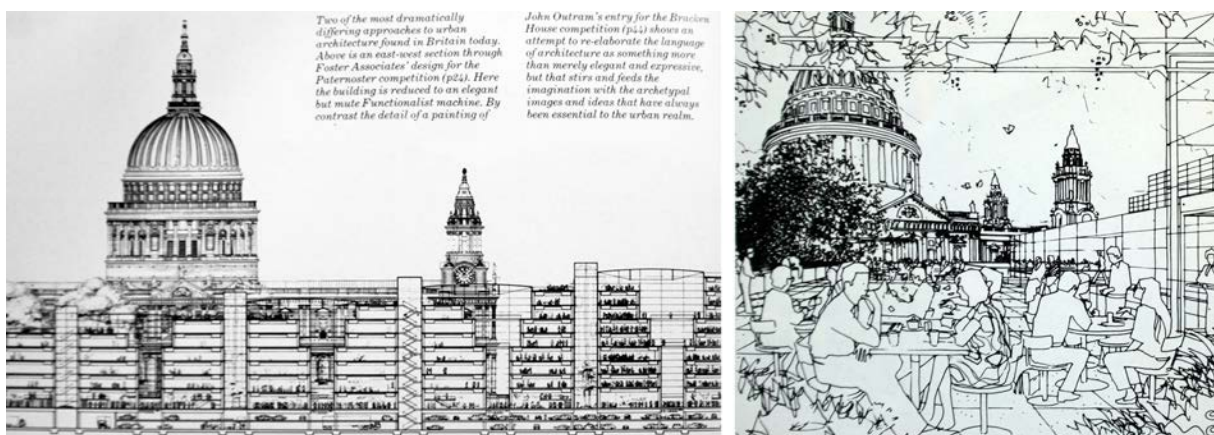 Two of the most dramatically
differing approaches to urban
architecture found in Britain today.
Above is an east-west section through
Foster Associates' design for the
Paternoster competition (p24). Here
the building is reduced to an elegant
but mute Functionalist machine. By
contrast the detail of a painting of
John Outram's entry for the Bracken
House competition (p44) shows an
attempt to re-elaborate the language
of architecture as something more
than merely elegant and expressive,
but that stirs and feeds the
imagination with the archetypal
images and ideas that have always
been essential to the urban realm.